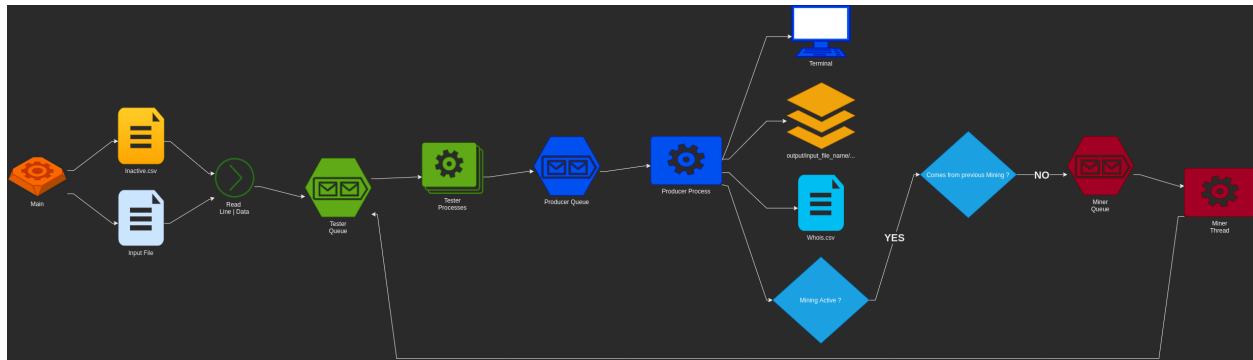 Main
Inactive.csv
Input File
Read
Line | Data
Tester
Queue
Tester
Processes
Producer Queue
Producer Process
Terminal
output/input_file_name/...
Whois.csv
Mining Active ?
YES
Comes from previous Mining ?
NO
Miner
Queue
Miner
Thread